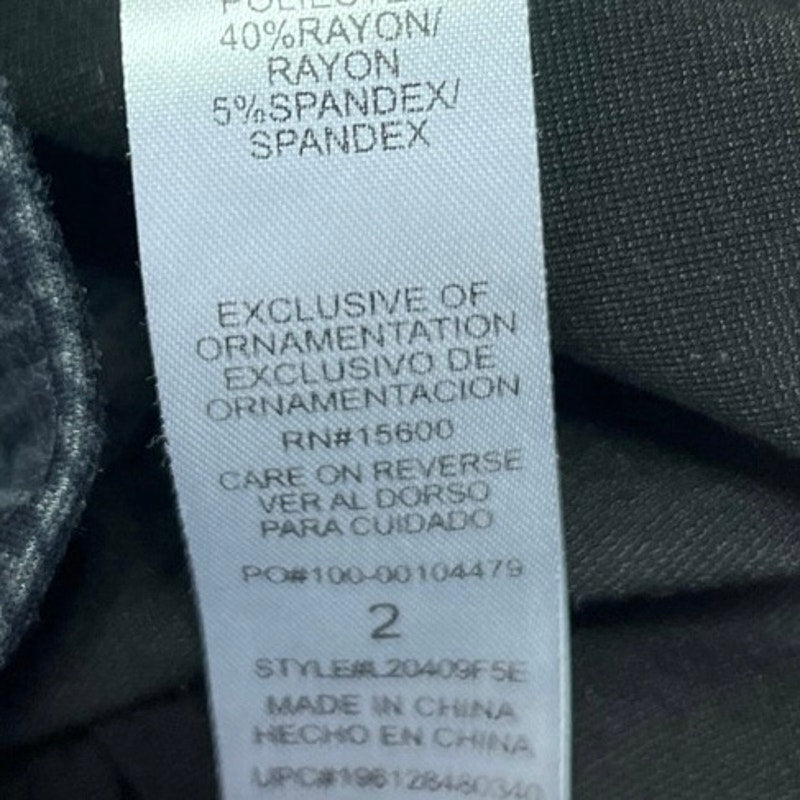 40%RAYON/
RAYON
5%SPANDEX/
SPANDEX
EXCLUSIVE OF
ORNAMENTATION
EXCLUSIVO DE
ORNAMENTACION
RN#15600
CARE ON REVERSE
VER AL DORSO
PARA CUIDADO
PO#100-00104479
2
STYLE#L20409F5E
MADE IN CHINA
HECHO EN CHINA